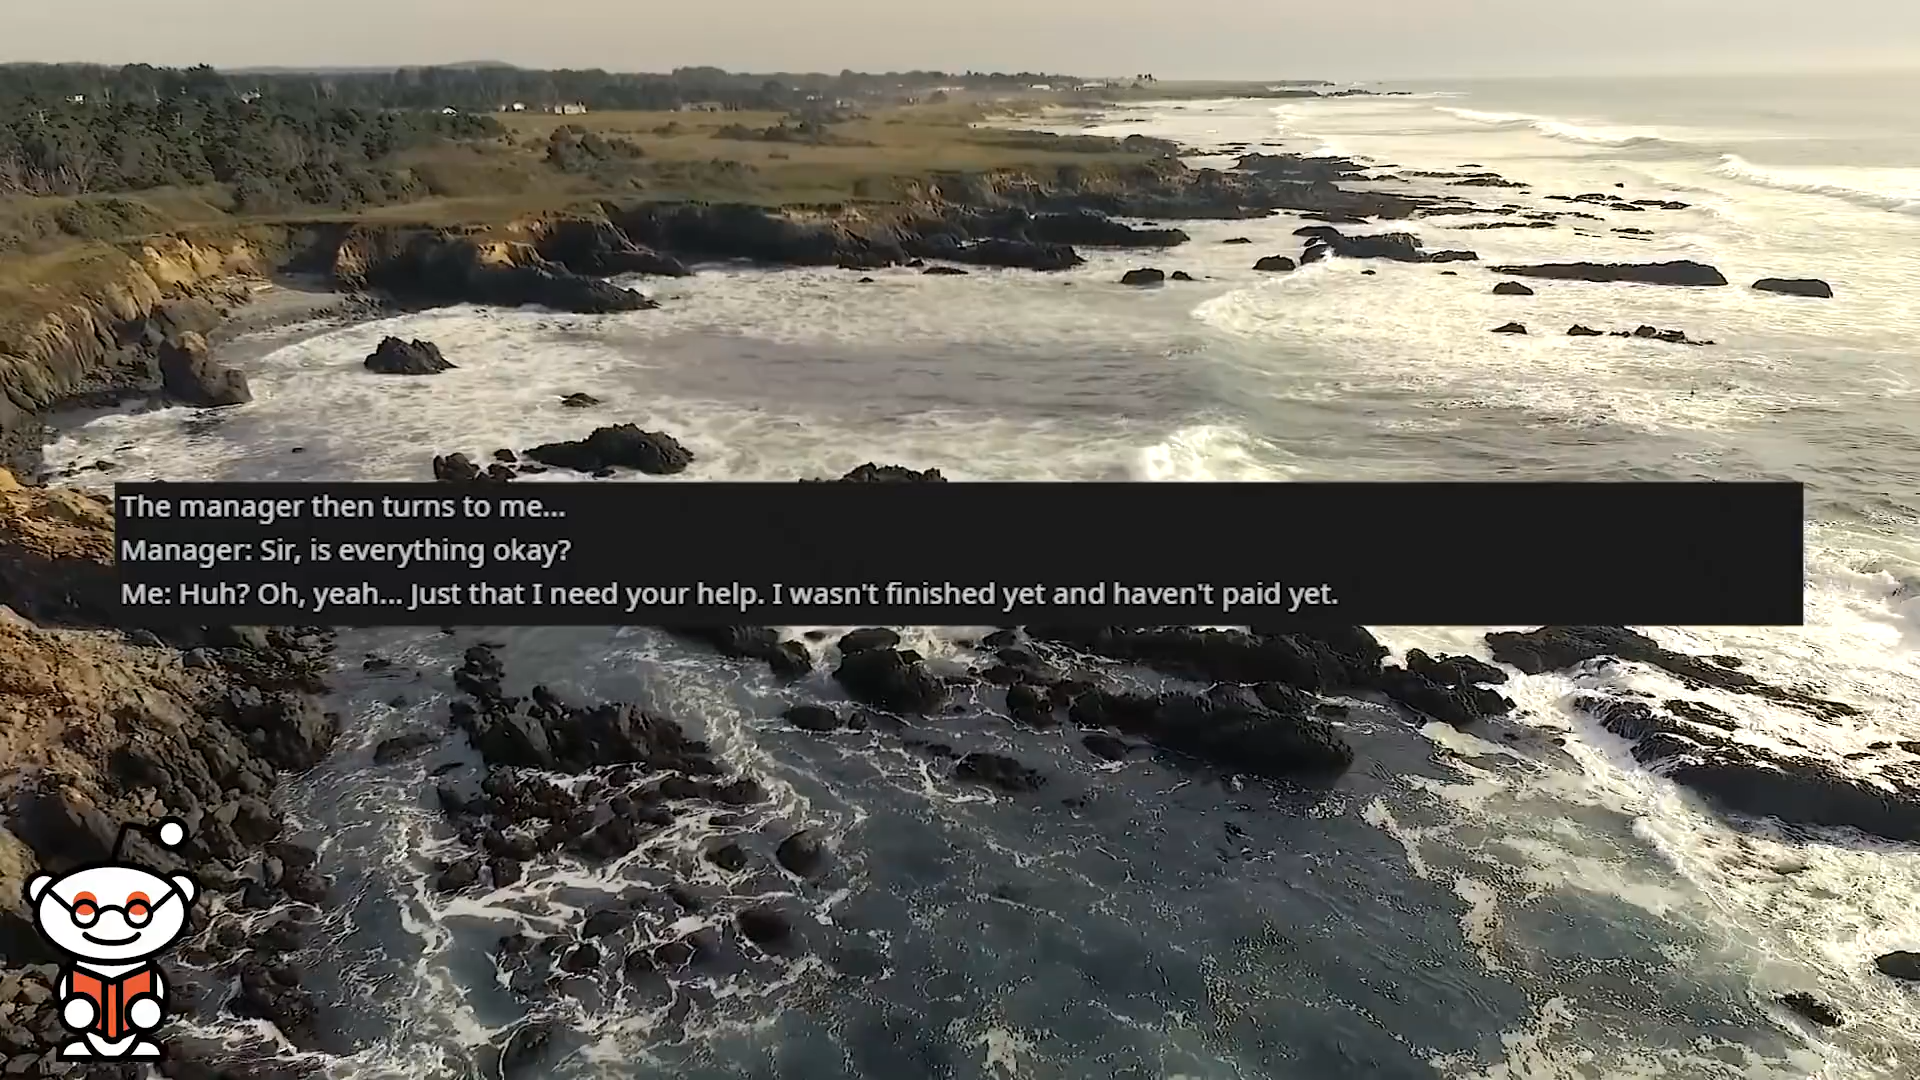 The manager then turns to me...
Manager: Sir, is everything okay?
Me: Huh? Oh, yeah... Just that I need your help. I wasn't finished yet and haven't paid yet.